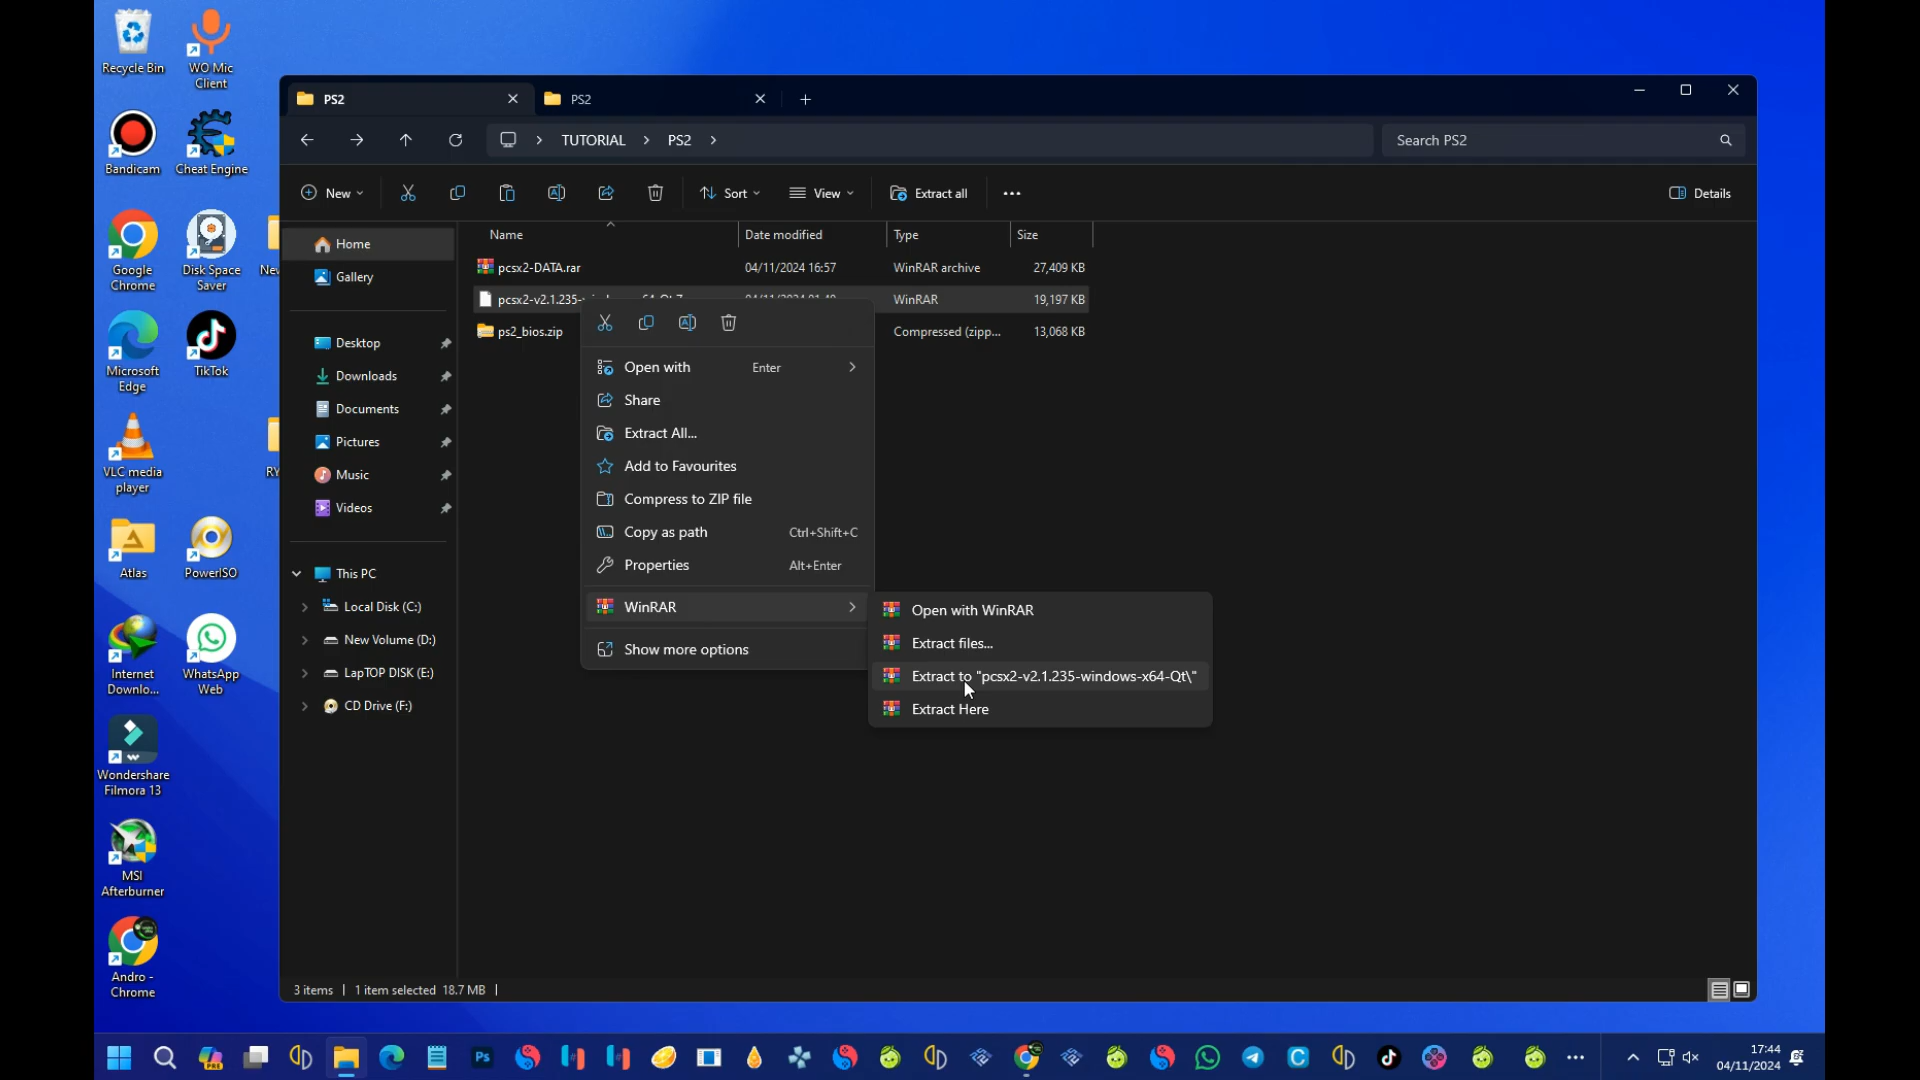 Recycle Bin
WO Mic
Client
Bandicam
Cheat Engine
Google
Chrome
Disk Space
Saver
Microsoft
Edge
TikTok
VLC media
player
Atlas
PowerISO
Internet
Downlo...
WhatsApp
Web
Wondershare
Filmora 13
MSI
Afterburner
Andro -
Chrome
PS2
PS2
TUTORIAL > PS2 >
Search PS2
New
Sort
View
Extract all
Details
Home
Gallery
Desktop
Downloads
Documents
Pictures
Music
Videos
This PC
Local Disk (C:)
New Volume (D:)
LapTOP DISK (E:)
CD Drive (F:)
Name Date modified Type Size
pcsx2-DATA.rar 04/11/2024 16:57 WinRAR archive 27,409 KB
pcsx2-v2.1.235- WinRAR 19,197 KB
ps2_bios.zip Compressed (zipp... 13,068 KB
Open with Enter
Share
Extract All...
Add to Favourites
Compress to ZIP file
Copy as path Ctrl+Shift+C
Properties Alt+Enter
WinRAR
Show more options
Open with WinRAR
Extract files...
Extract to "pcsx2-v2.1.235-windows-x64-Qt\"
Extract Here
3 items | 1 item selected 18.7 MB |
PRE
Ps
17:44
04/11/2024